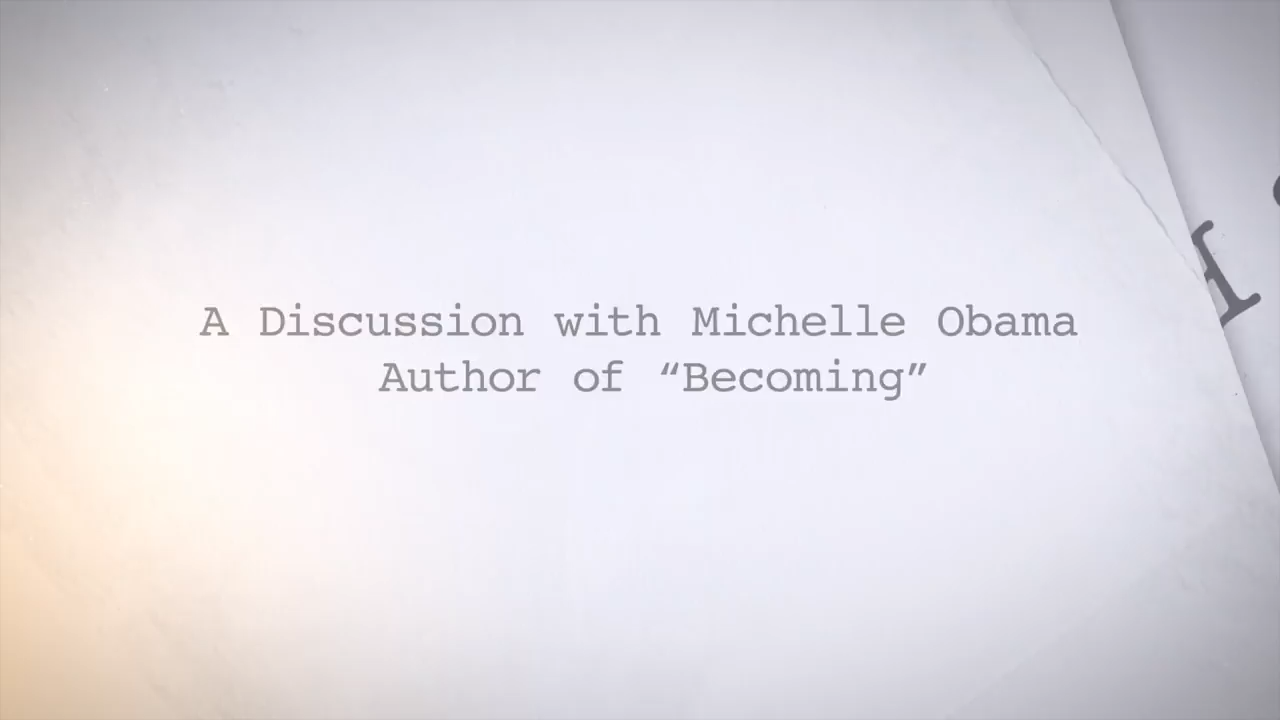 A Discussion with Michelle Obama
Author of “Becoming”